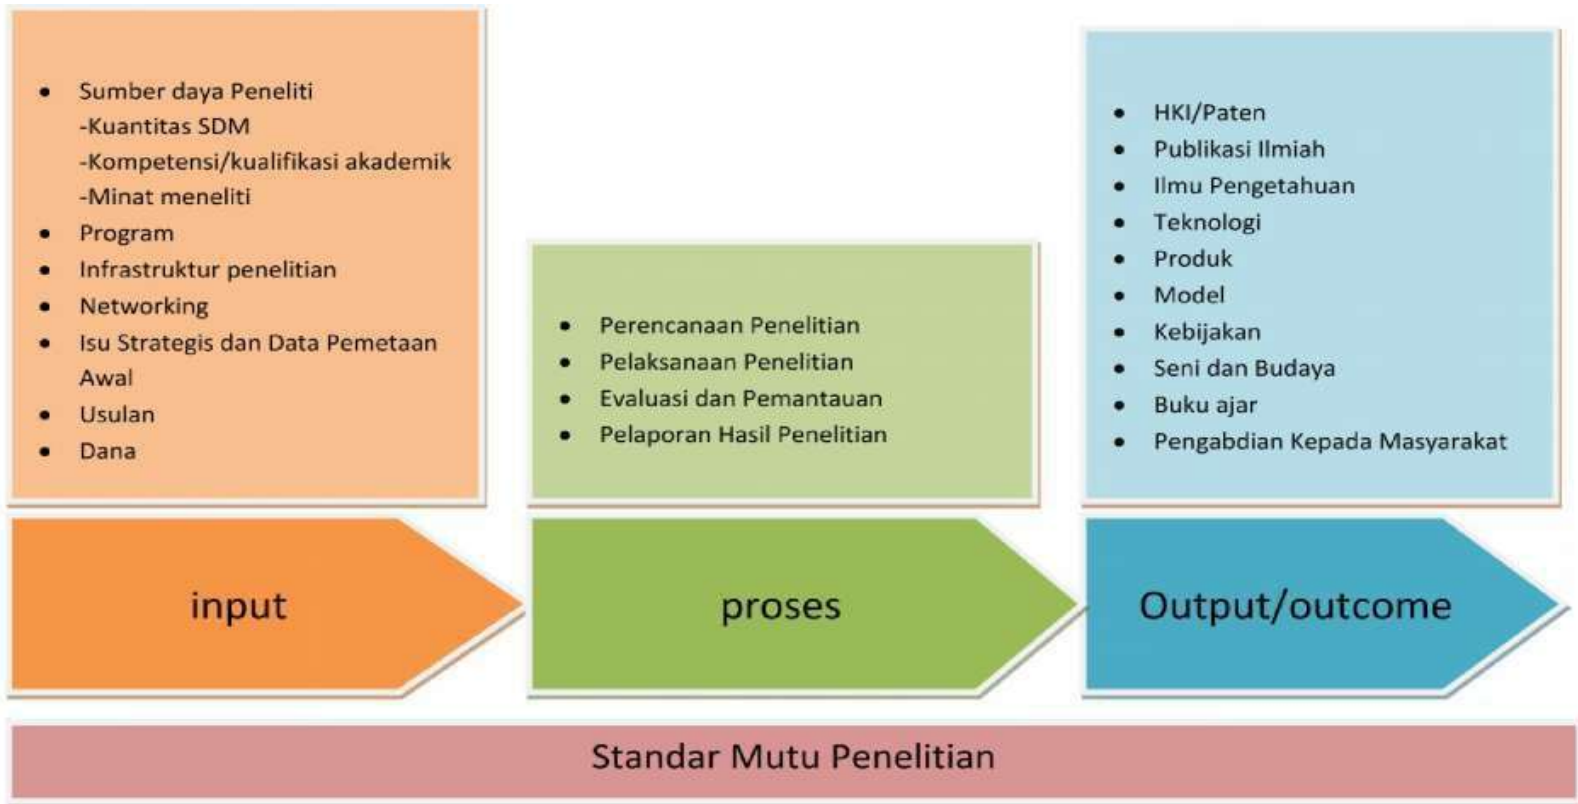 • Sumber daya Peneliti
-Kuantitas SDM
-Kompetensi/kualifikasi akademik
-Minat meneliti
• Program
• Infrastruktur penelitian
• Networking
• Isu Strategis dan Data Pemetaan
Awal
• Usulan
• Dana
input
• Perencanaan Penelitian
• Pelaksanaan Penelitian
• Evaluasi dan Pemantauan
• Pelaporan Hasil Penelitian
proses
• HKI/Paten
• Publikasi Ilmiah
• Ilmu Pengetahuan
• Teknologi
• Produk
• Model
• Kebijakan
• Seni dan Budaya
• Buku ajar
• Pengabdian Kepada Masyarakat
Output/outcome
Standar Mutu Penelitian